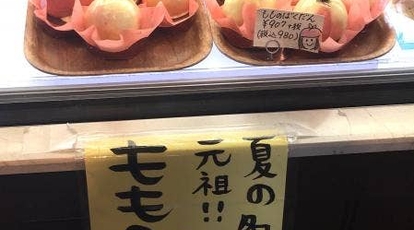 もものばくだん
¥907+税
(税込980)
夏の
元祖!!
もも